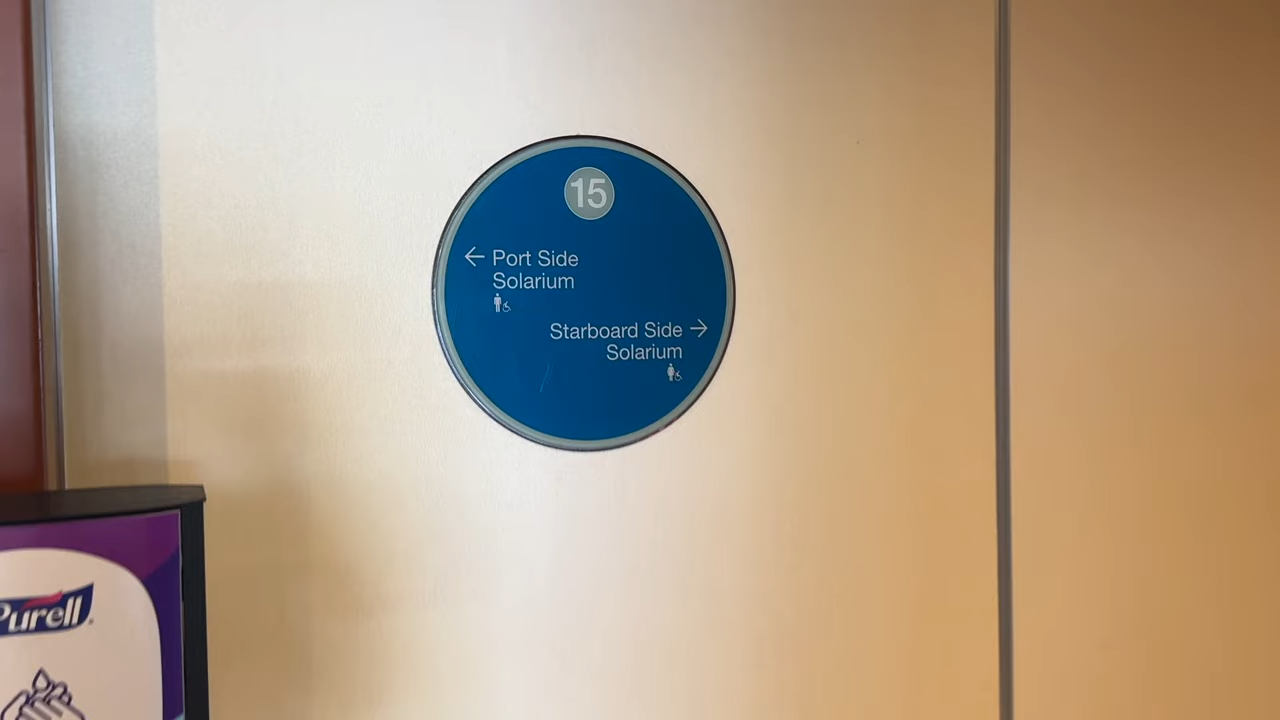 15
← Port Side
Solarium
Starboard Side →
Solarium
Purell